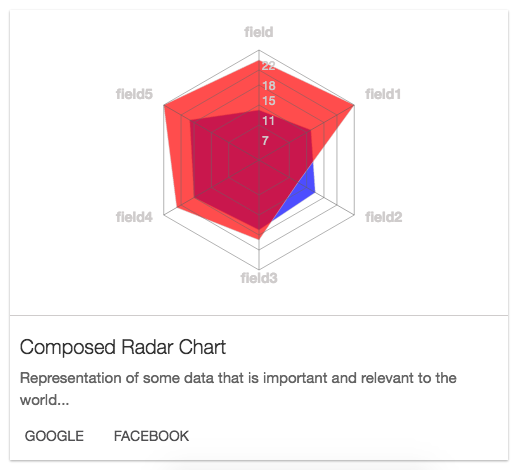 field
field5
field1
22
18
15
11
7
field4
field2
field3
Composed Radar Chart
Representation of some data that is important and relevant to the
world...
GOOGLE FACEBOOK